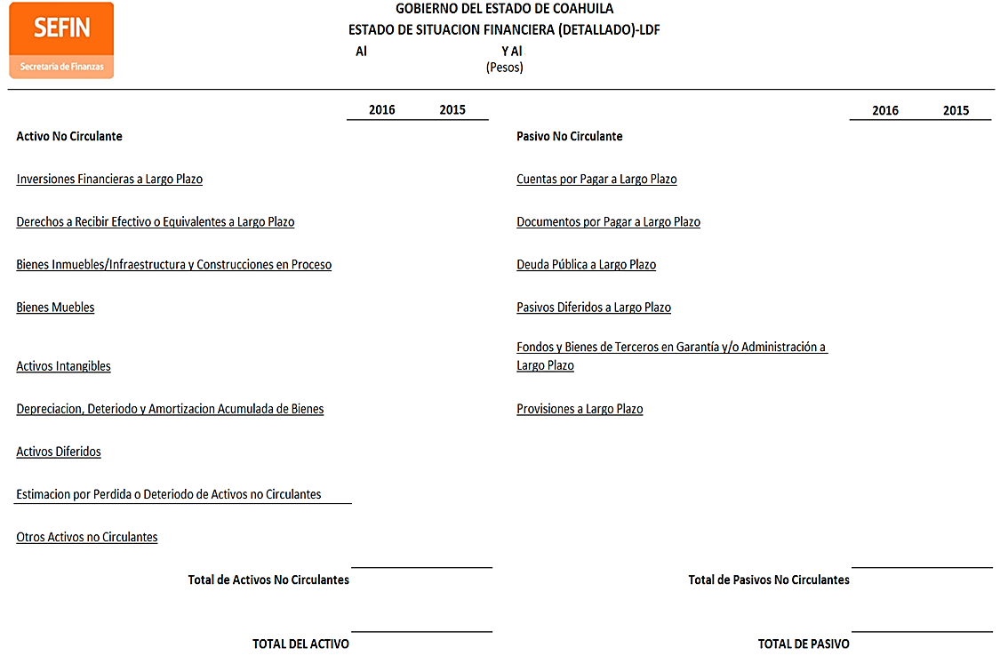 SEFIN
Secretaría de Finanzas
GOBIERNO DEL ESTADO DE COAHUILA
ESTADO DE SITUACION FINANCIERA (DETALLADO)-LDF
Al Y Al
(Pesos)
2016 2015
Activo No Circulante
Inversiones Financieras a Largo Plazo
Derechos a Recibir Efectivo o Equivalentes a Largo Plazo
Bienes Inmuebles/Infraestructura y Construcciones en Proceso
Bienes Muebles
Activos Intangibles
Depreciacion, Deteriodo y Amortizacion Acumulada de Bienes
Activos Diferidos
Estimacion por Perdida o Deteriodo de Activos no Circulantes
Otros Activos no Circulantes
Total de Activos No Circulantes
TOTAL DEL ACTIVO
2016 2015
Pasivo No Circulante
Cuentas por Pagar a Largo Plazo
Documentos por Pagar a Largo Plazo
Deuda Pública a Largo Plazo
Pasivos Diferidos a Largo Plazo
Fondos y Bienes de Terceros en Garantía y/o Administración a
Largo Plazo
Provisiones a Largo Plazo
Total de Pasivos No Circulantes
TOTAL DE PASIVO